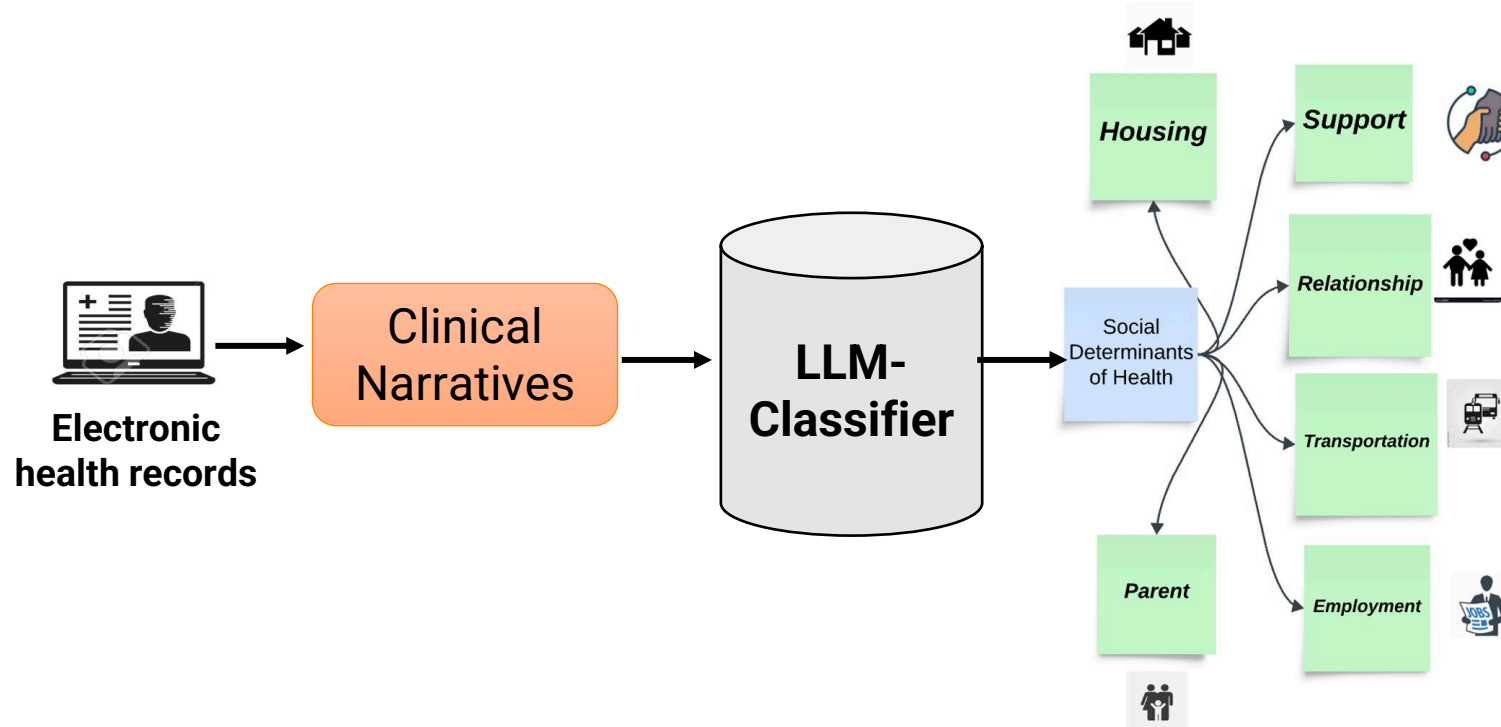 Electronic
health records
Clinical
Narratives
LLM-
Classifier
Social
Determinants
of Health
Housing
Support
Relationship
Transportation
Employment
JOBS
Parent